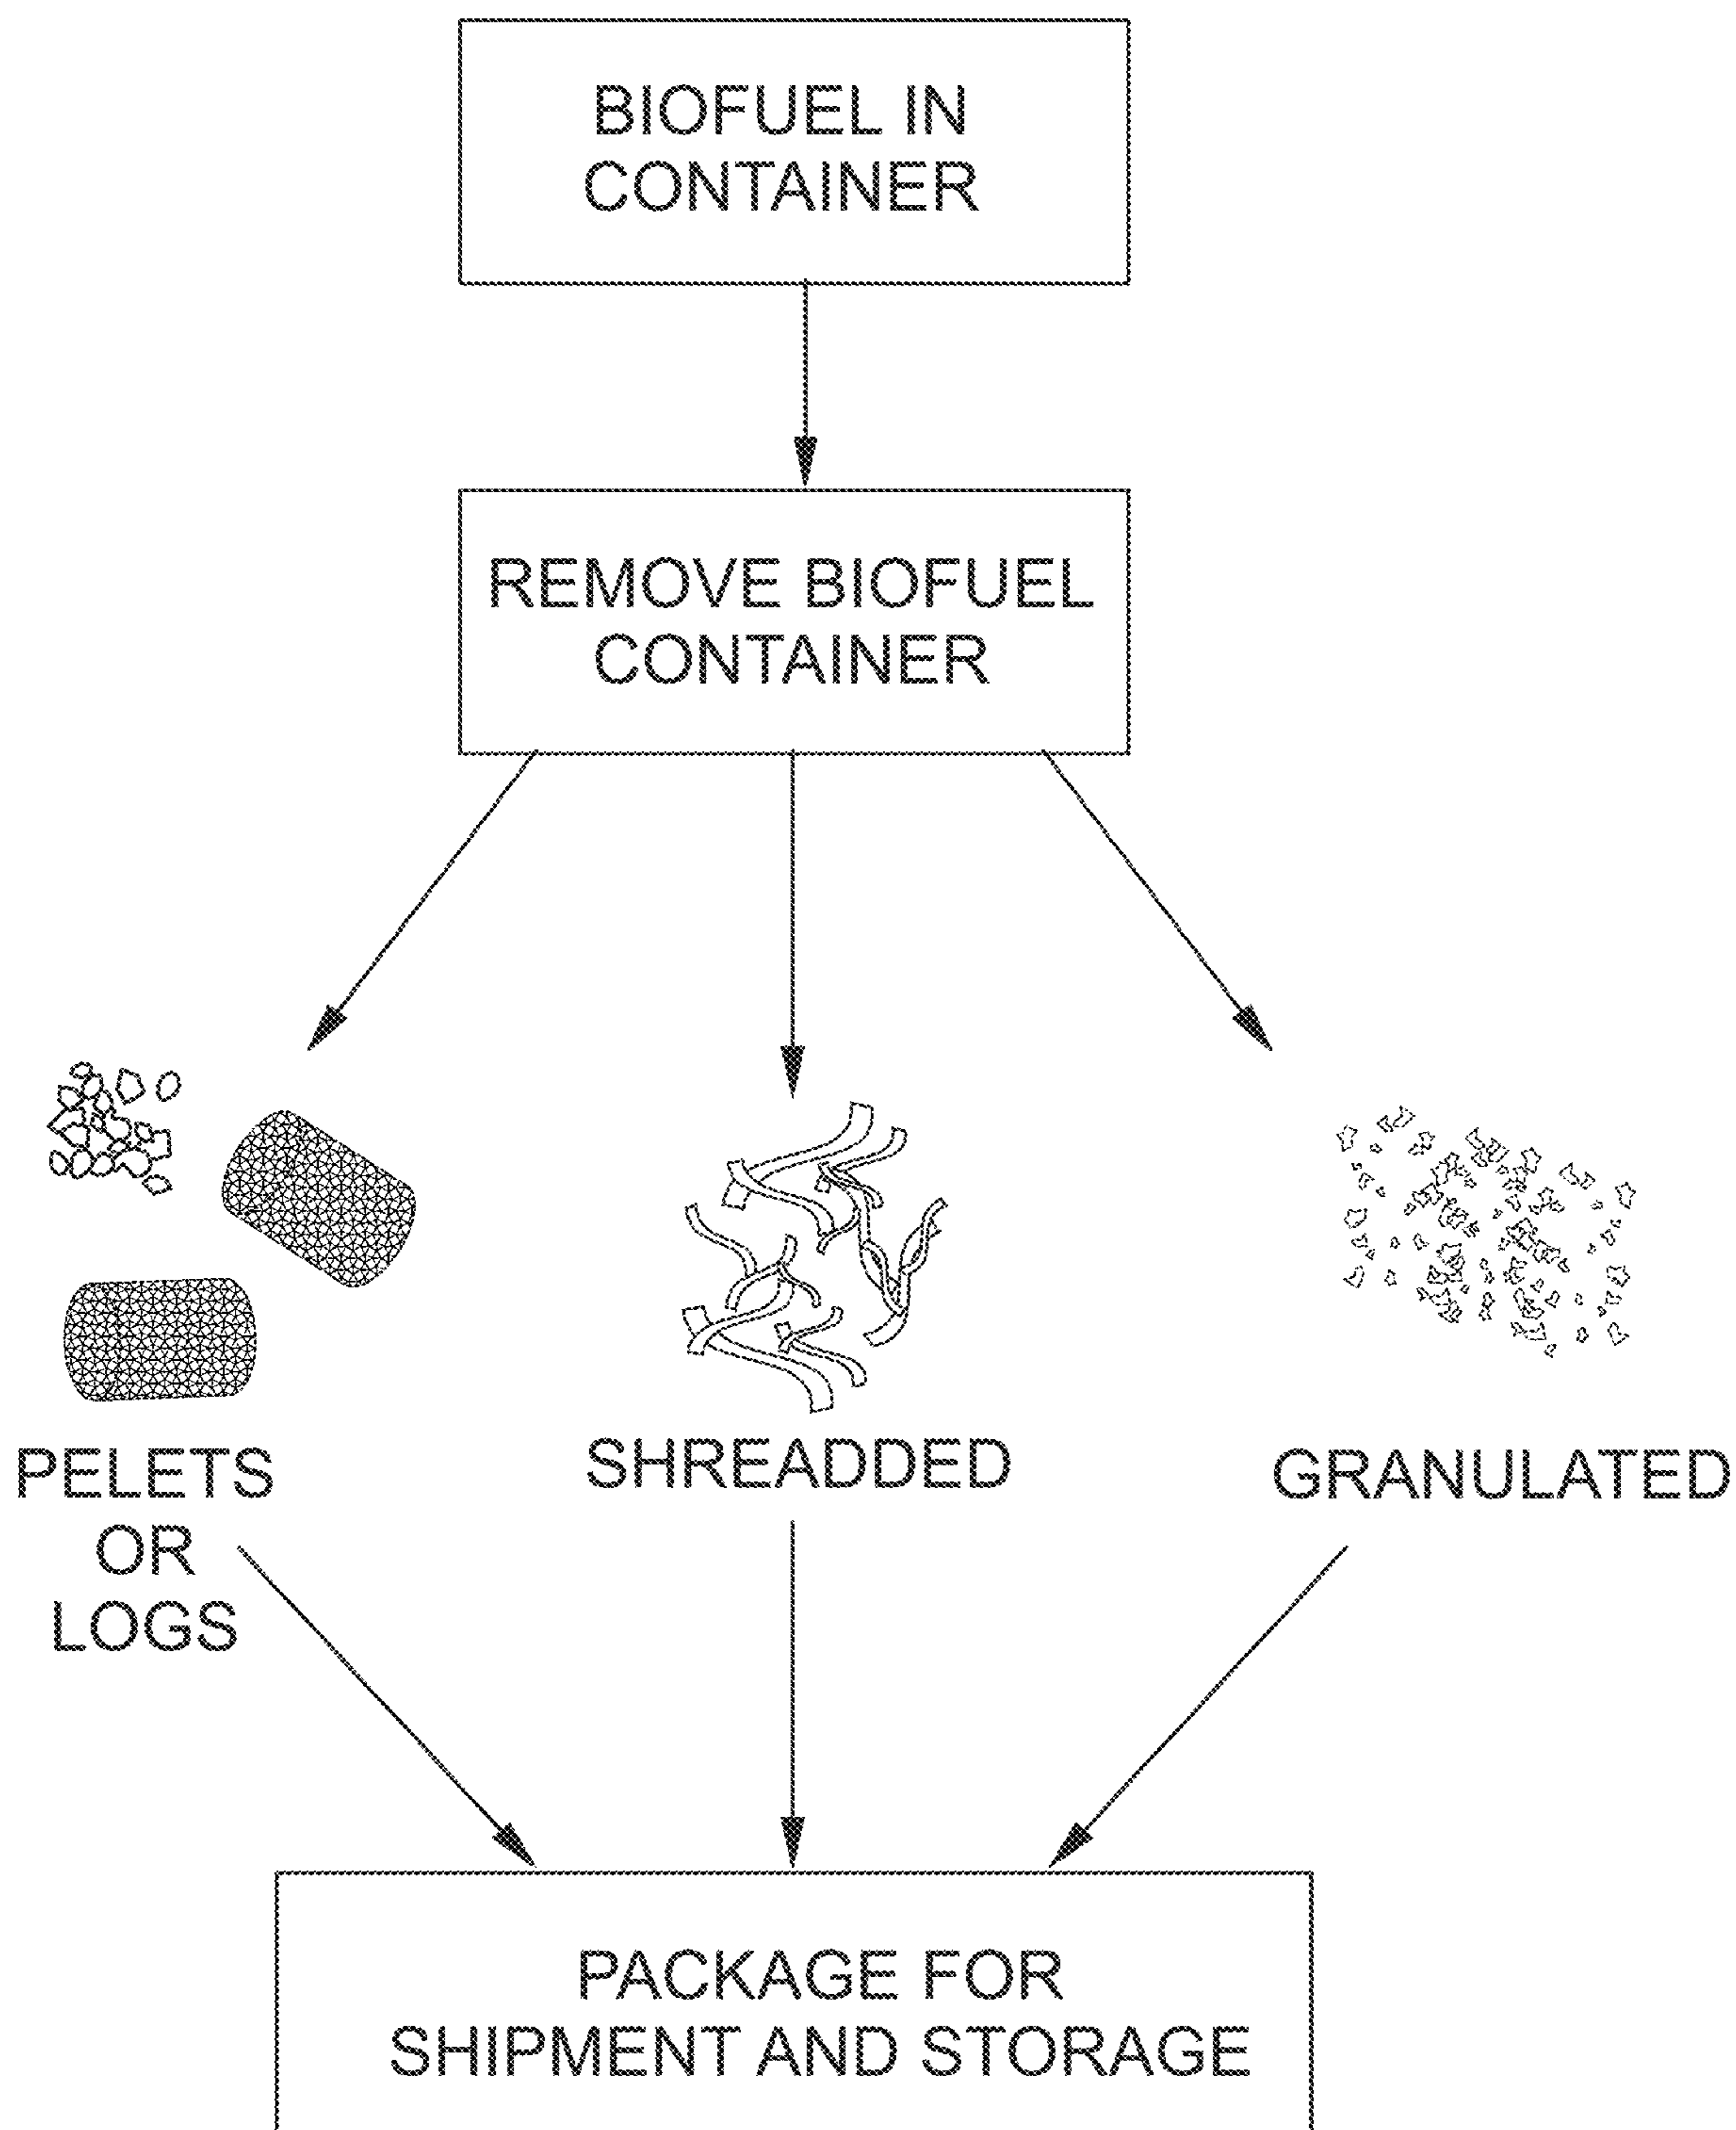 BIOFUEL IN
CONTAINER
REMOVE BIOFUEL
CONTAINER
PELETS
OR
LOGS
SHREADDED
GRANULATED
PACKAGE FOR
SHIPMENT AND STORAGE